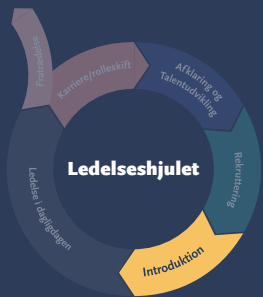 Fratrædelse
Karriere/rolleskift
Afklaring og
Talentudvikling
Ledelseshjulet
Rekruttering
Ledelse i dagligdagen
Introduktion